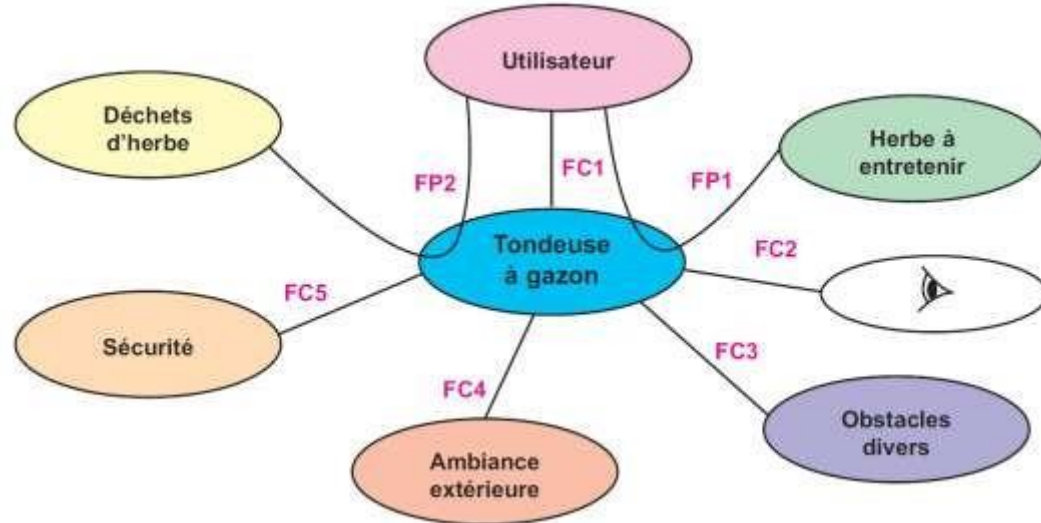 Utilisateur
Déchets
d'herbe
Herbe à
entretenir
FP2
FC1
FP1
Tondeuse
à gazon
FC2
FC5
Sécurité
FC3
FC4
Obstacles
divers
Ambiance
extérieure